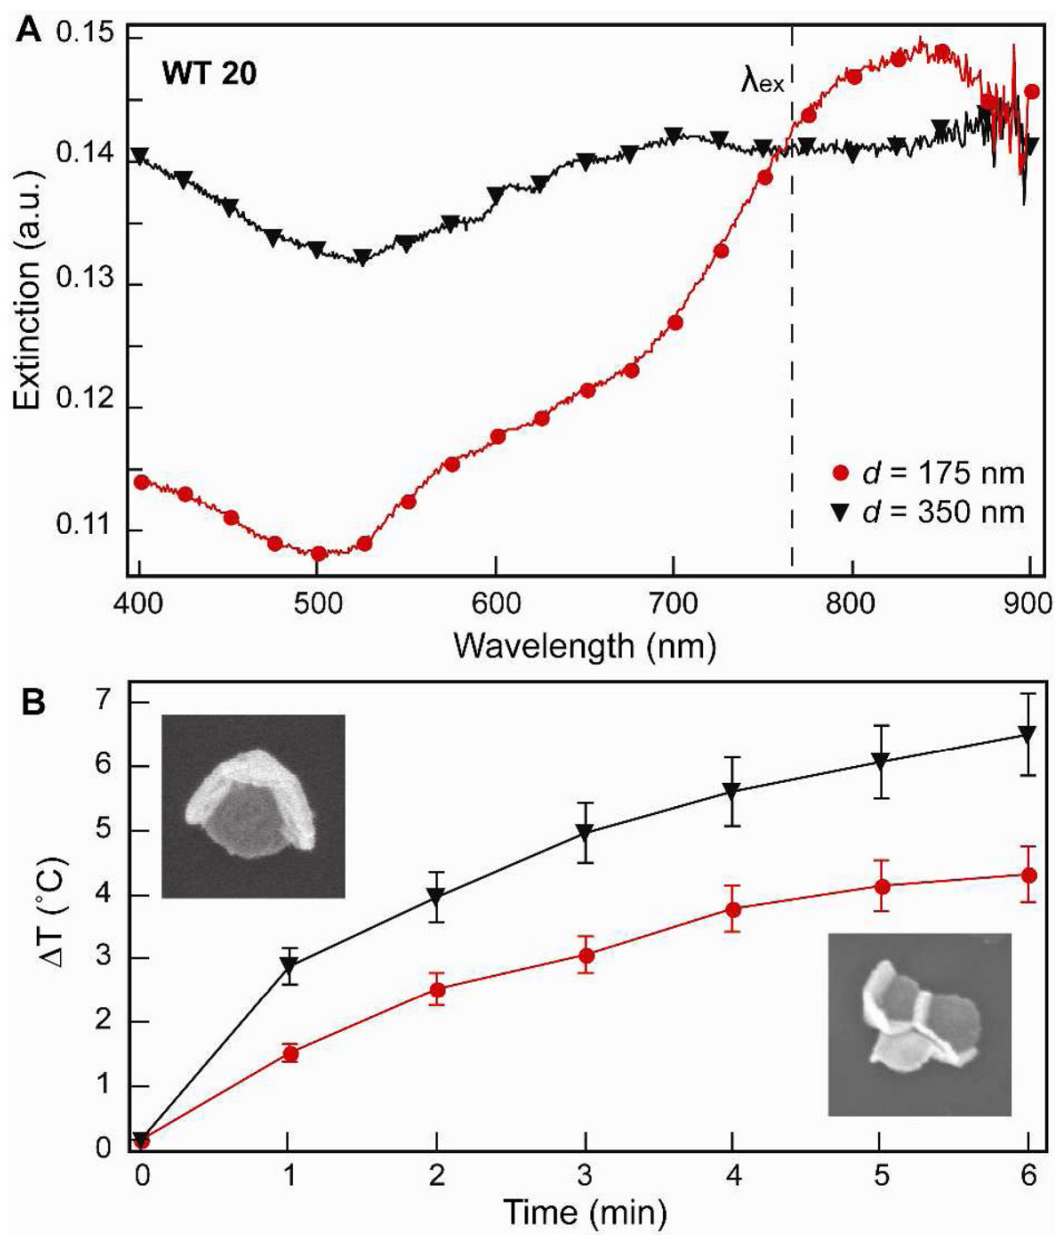 A
WT 20
λex
0.15
0.14
0.13
0.12
0.11
Extinction (a.u.)
d = 175 nm
d = 350 nm
400 500 600 700 800 900
Wavelength (nm)
B
7
6
5
4
3
2
1
0
ΔT (˚C)
0 1 2 3 4 5 6
Time (min)